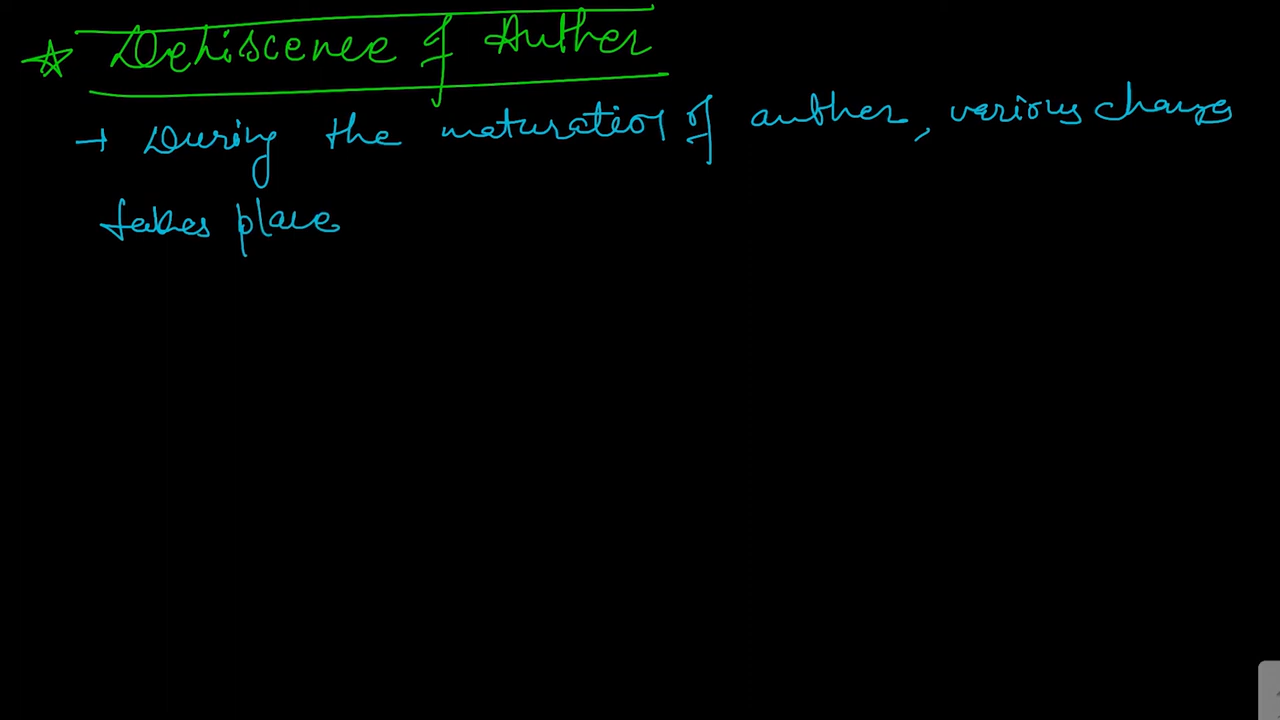 ☆ Dehiscence of Anther
→ During the maturation of anther, various changes
takes place